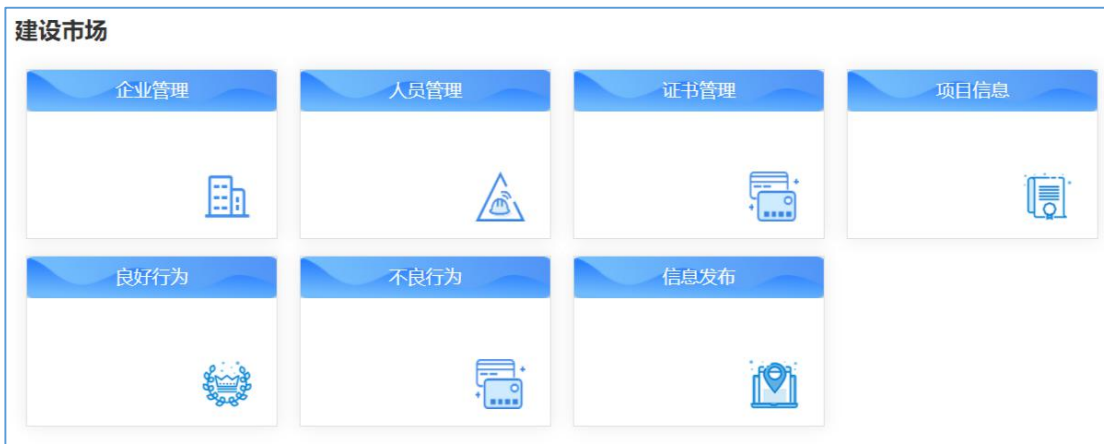 建设市场
企业管理
人员管理
证书管理
项目信息
良好行为
不良行为
信息发布